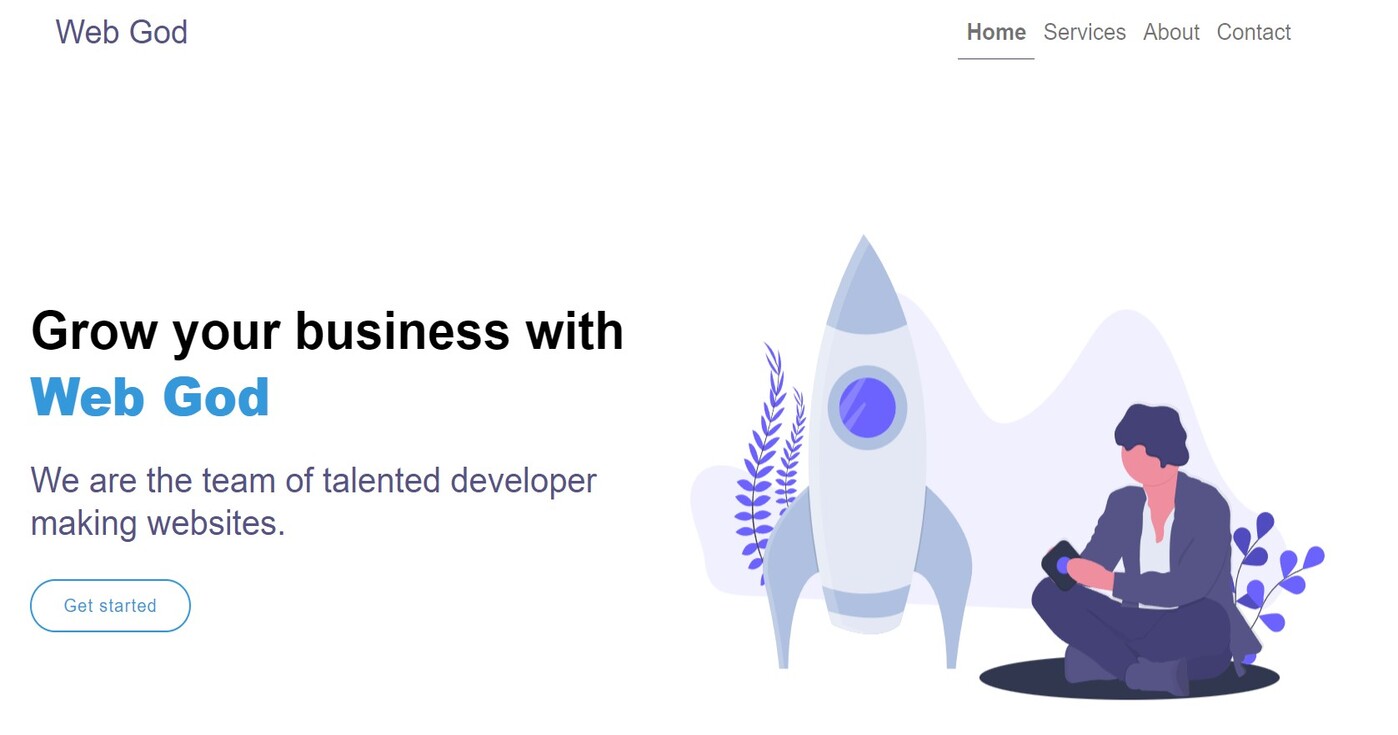 Web God
Home Services About Contact
Grow your business with
Web God
We are the team of talented developer
making websites.
Get started